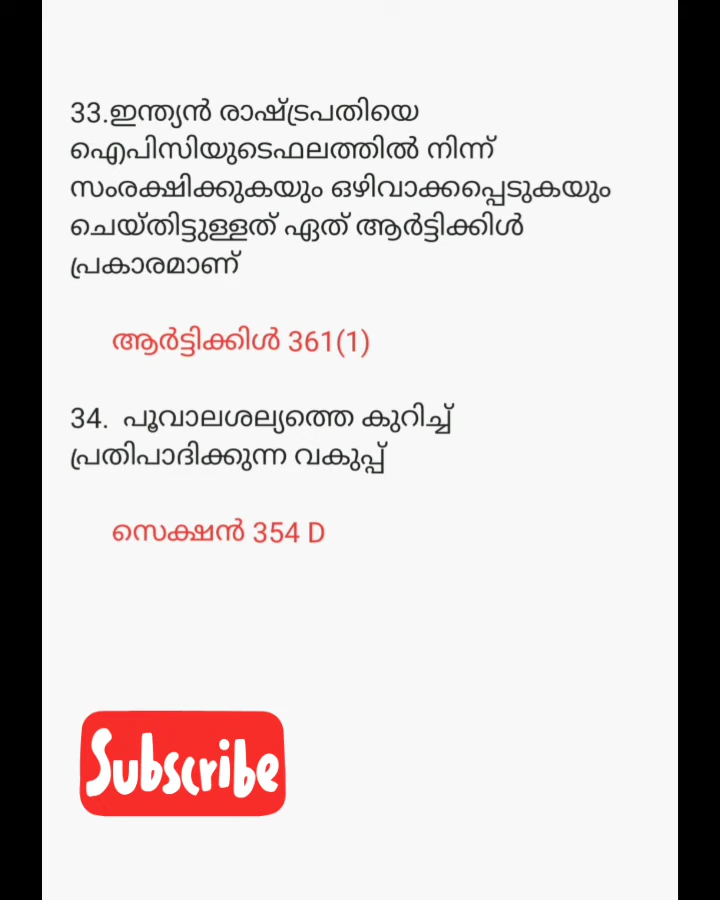 33.ഇന്ത്യൻ രാഷ്ട്രപതിയെ
ഐപിസിയുടെഫലത്തിൽ നിന്ന്
സംരക്ഷിക്കുകയും ഒഴിവാക്കപ്പെടുകയും
ചെയ്തിട്ടുള്ളത് ഏത് ആർട്ടിക്കിൾ
പ്രകാരമാണ്
ആർട്ടിക്കിൾ 361(1)
34. പൂവാലശല്യത്തെ കുറിച്ച്
പ്രതിപാദിക്കുന്ന വകുപ്പ്
സെക്ഷൻ 354 D
Subscribe